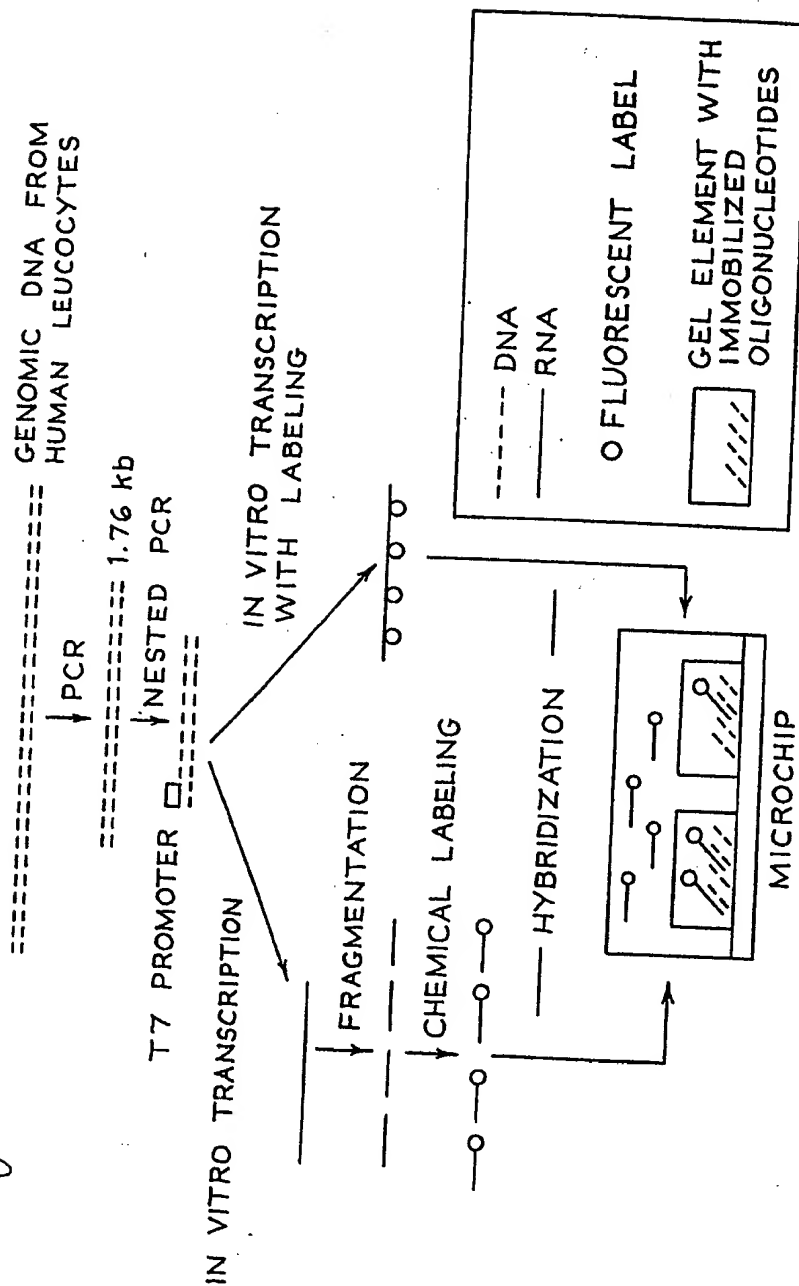 GENOMIC DNA FROM
HUMAN LEUCOCYTES
PCR
1.76 kb
NESTED PCR
T7 PROMOTER
IN VITRO TRANSCRIPTION
IN VITRO TRANSCRIPTION
WITH LABELING
FRAGMENTATION
CHEMICAL LABELING
HYBRIDIZATION
MICROCHIP
DNA
RNA
FLUORESCENT LABEL
GEL ELEMENT WITH
IMMOBILIZED
OLIGONUCLEOTIDES